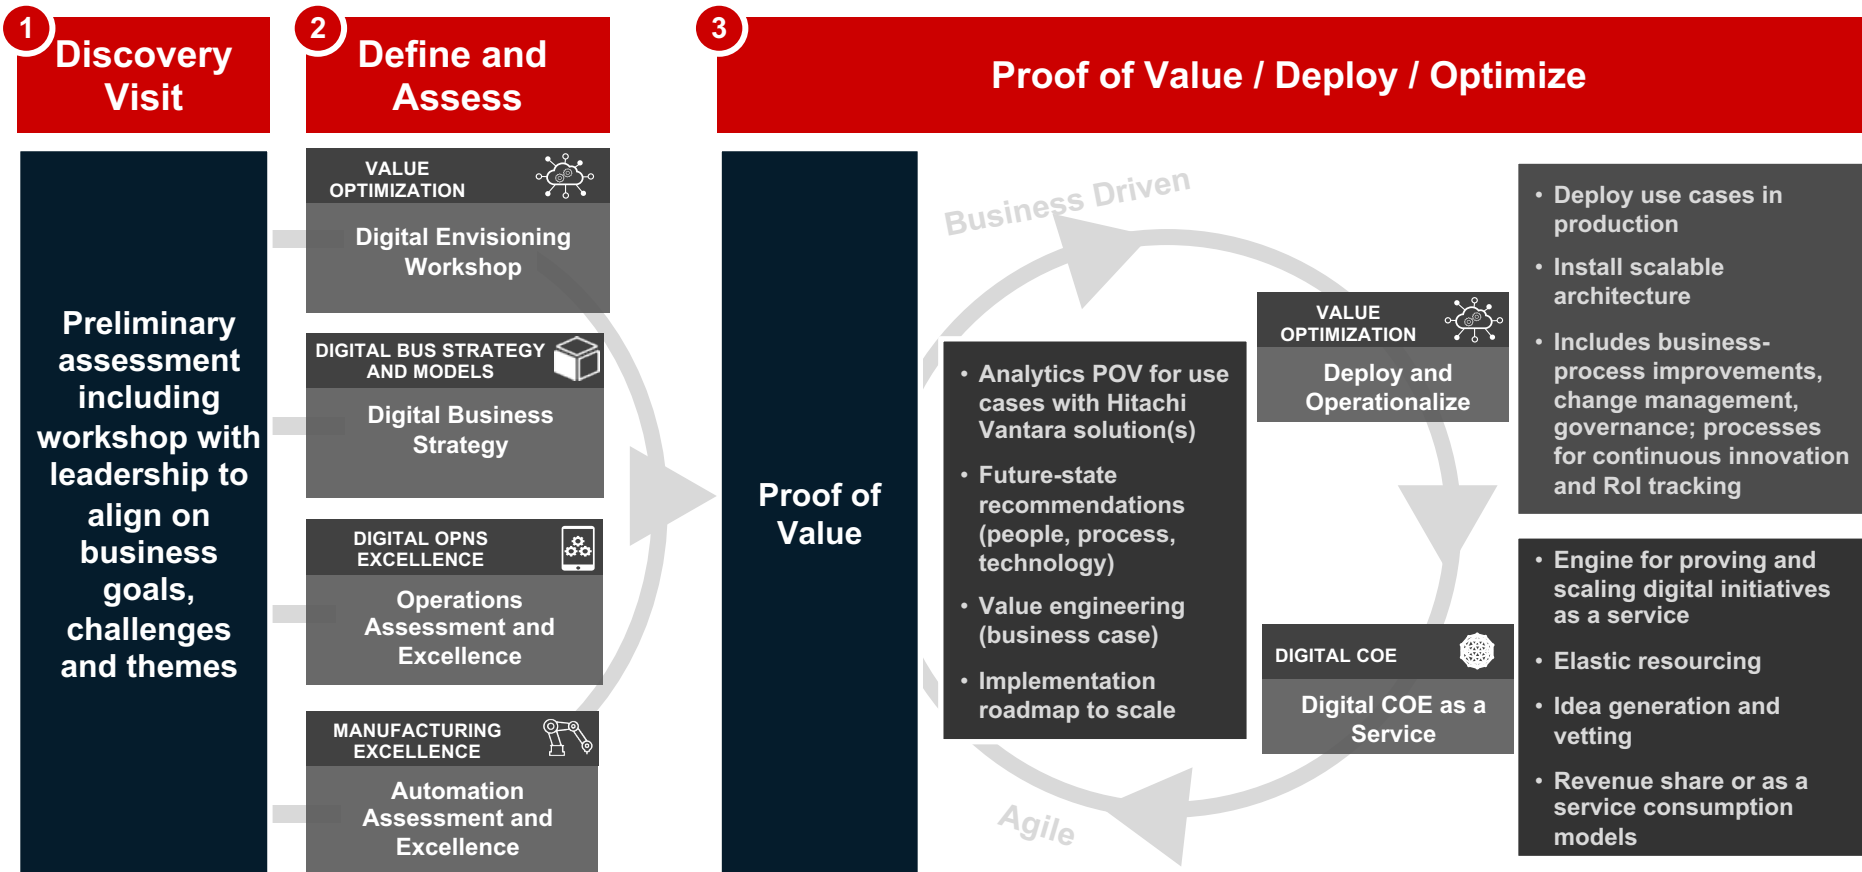 1
Discovery
Visit
Preliminary
assessment
including
workshop with
leadership to
align on
business
goals,
challenges
and themes
2
Define and
Assess
VALUE
OPTIMIZATION
Digital Envisioning
Workshop
DIGITAL BUS STRATEGY
AND MODELS
Digital Business
Strategy
DIGITAL OPNS
EXCELLENCE
Operations
Assessment and
Excellence
MANUFACTURING
EXCELLENCE
Automation
Assessment and
Excellence
3
Proof of Value / Deploy / Optimize
Proof of
Value
Business Driven
• Analytics POV for use
cases with Hitachi
Vantara solution(s)
• Future-state
recommendations
(people, process,
technology)
• Value engineering
(business case)
• Implementation
roadmap to scale
Agile
VALUE
OPTIMIZATION
Deploy and
Operationalize
• Deploy use cases in
production
• Install scalable
architecture
• Includes business-
process improvements,
change management,
governance; processes
for continuous innovation
and RoI tracking
DIGITAL COE
Digital COE as a
Service
• Engine for proving and
scaling digital initiatives
as a service
• Elastic resourcing
• Idea generation and
vetting
• Revenue share or as a
service consumption
models